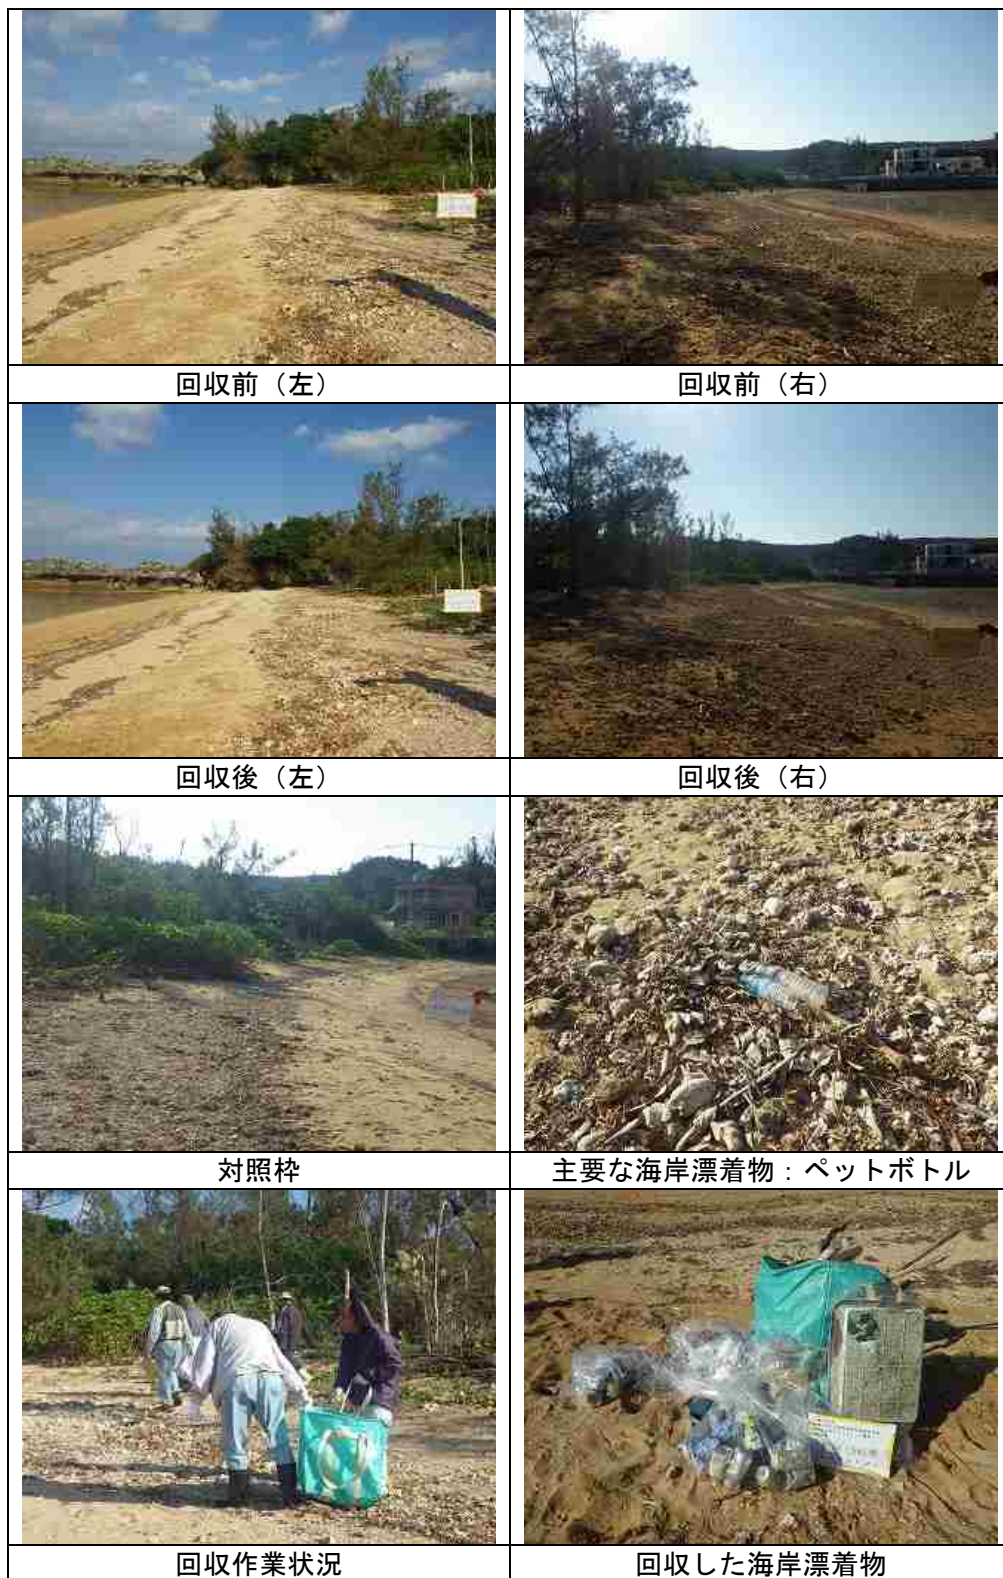 回収前（左）
回収前（右）
回収後（左）
回収後（右）
対照枠
主要な海岸漂着物：ペットボトル
回収作業状況
回収した海岸漂着物